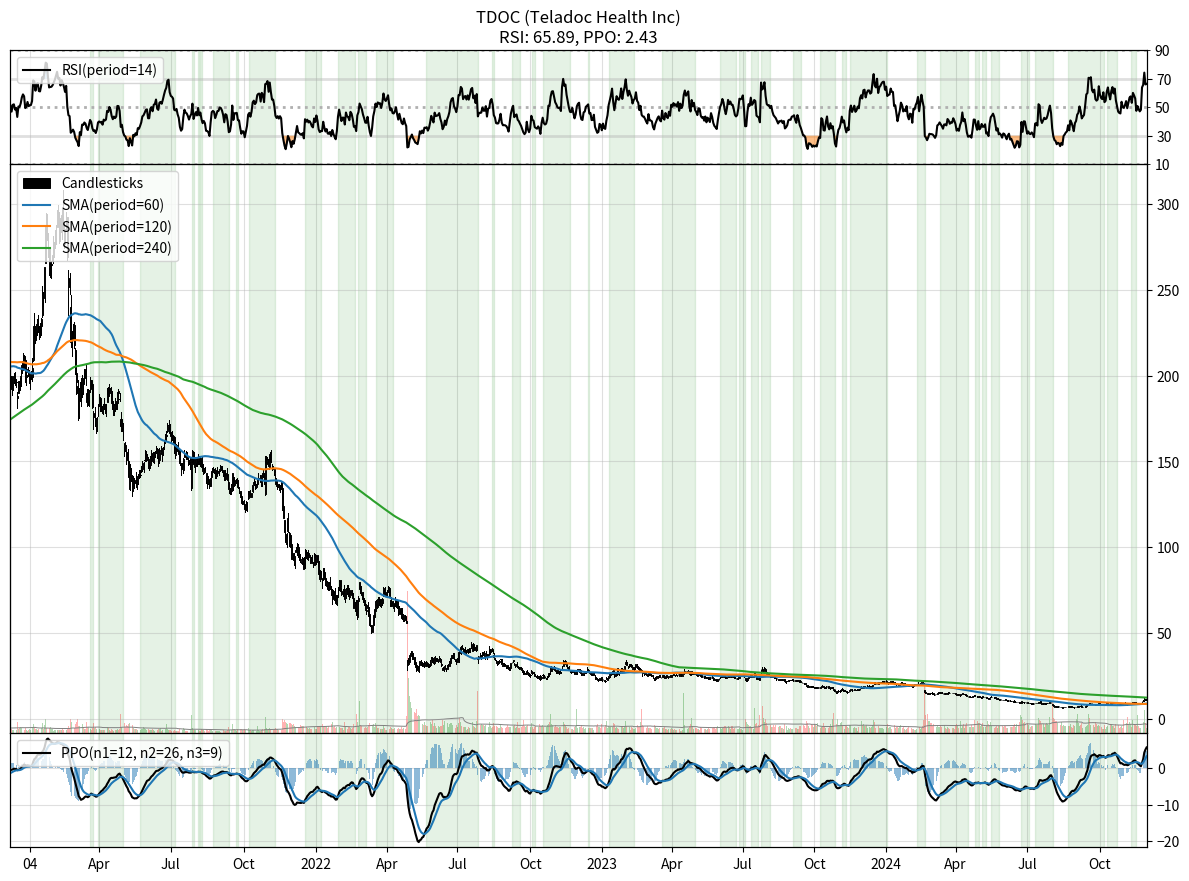 TDOC (Teladoc Health Inc)
RSI: 65.89, PPO: 2.43
RSI(period=14)
90
70
50
30
10
Candlesticks
SMA(period=60)
SMA(period=120)
SMA(period=240)
300
250
200
150
100
50
0
PPO(n1=12, n2=26, n3=9)
0
−10
−20
04 Apr Jul Oct 2022 Apr Jul Oct 2023 Apr Jul Oct 2024 Apr Jul Oct